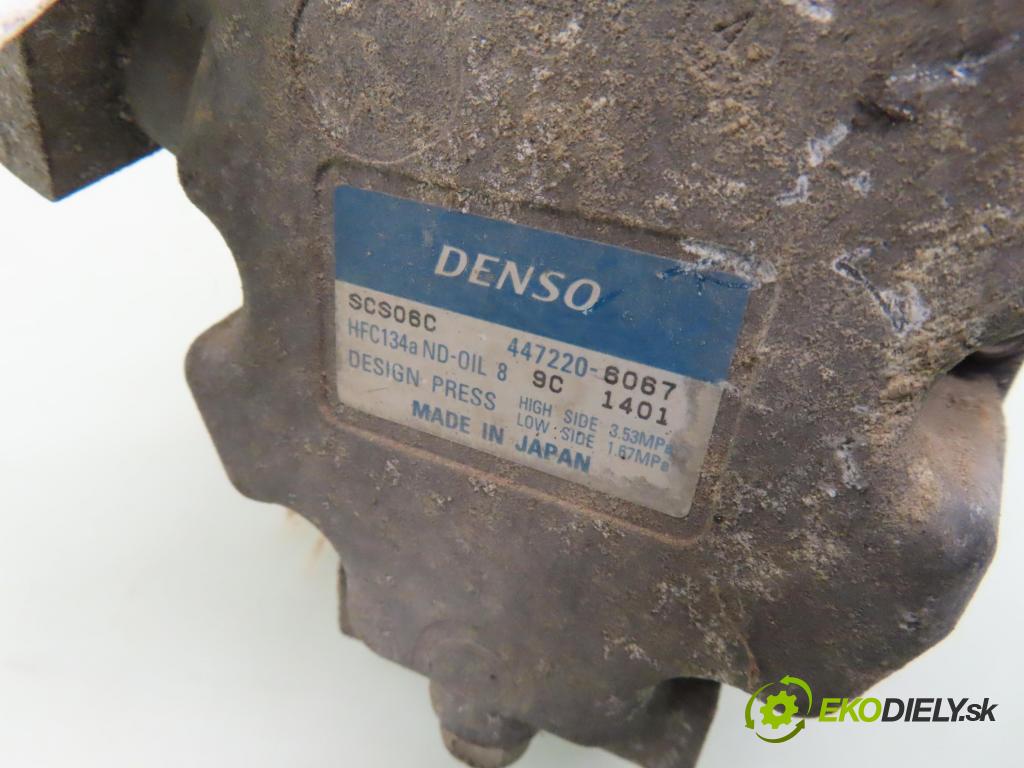 DENSO
SCS06C
447220-6067
HFC134a ND-OIL 8 9C 1401
DESIGN PRESS HIGH SIDE 3.53MPa
LOW SIDE 1.67MPa
MADE IN JAPAN
EKODIELY.sk